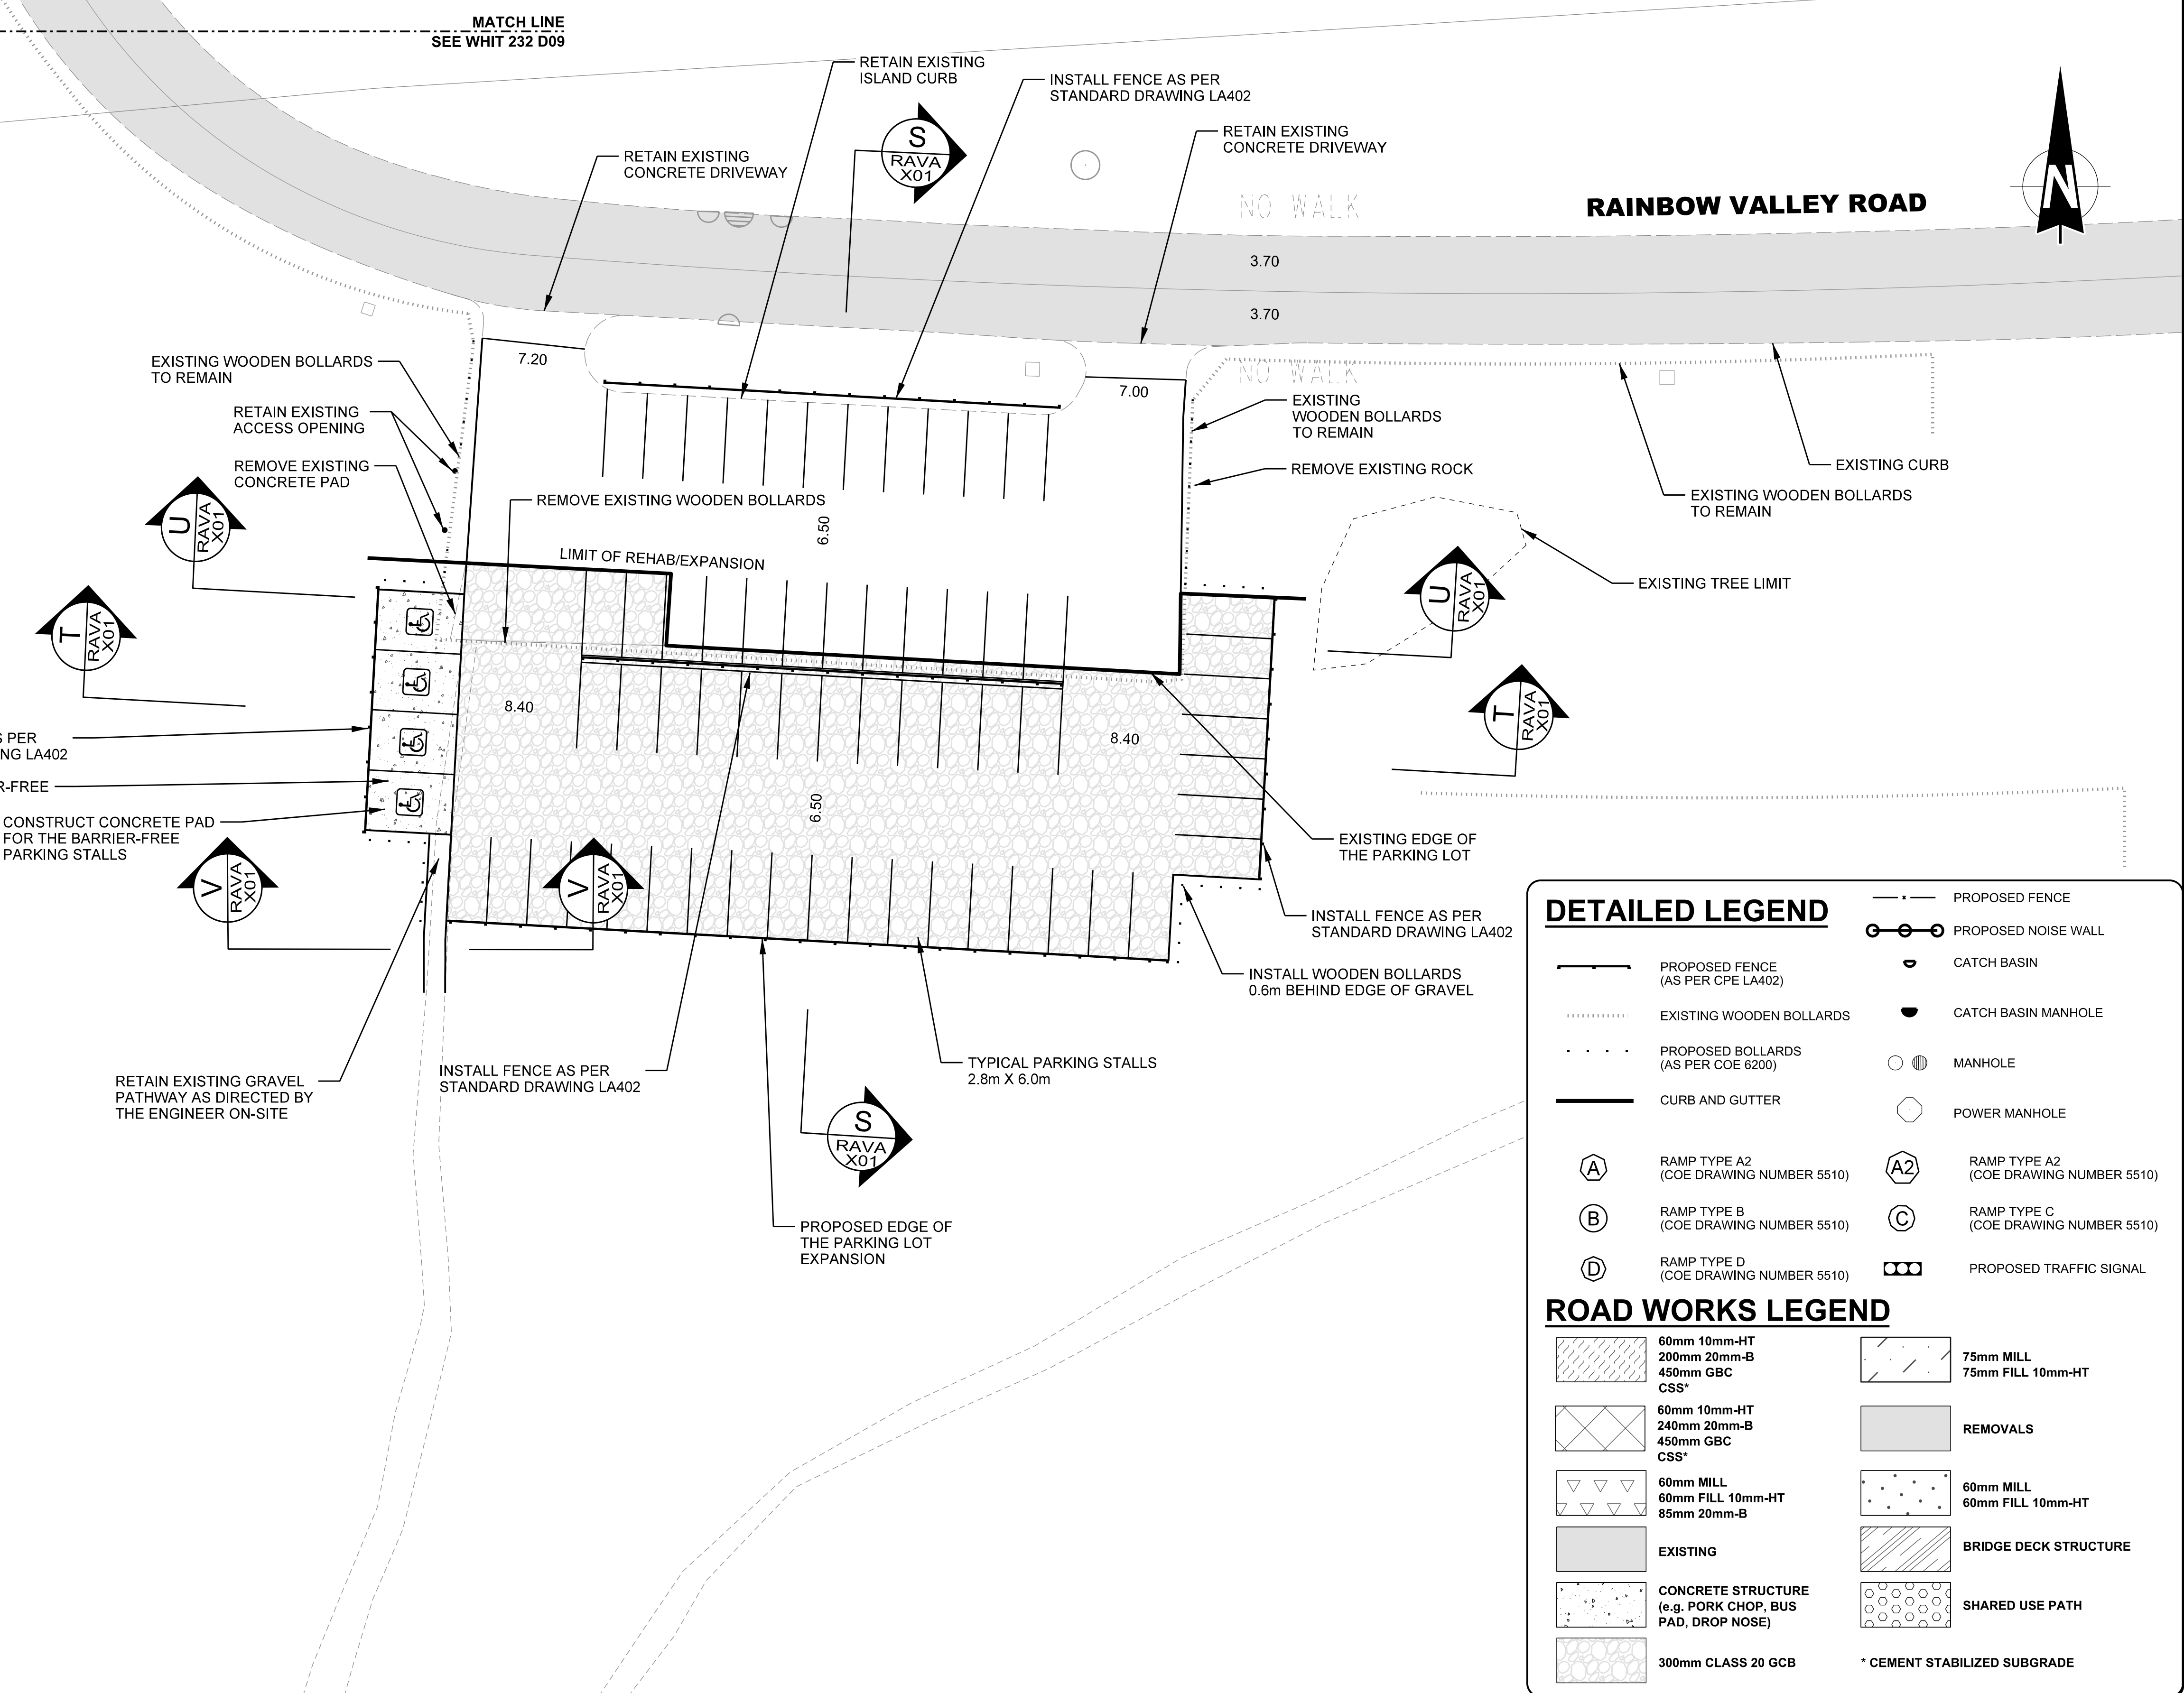 MATCH LINE
SEE WHIT 232 D09
RETAIN EXISTING
ISLAND CURB
INSTALL FENCE AS PER
STANDARD DRAWING LA402
S
RAVA
X01
RETAIN EXISTING
CONCRETE DRIVEWAY
RETAIN EXISTING
CONCRETE DRIVEWAY
NO WALK
RAINBOW VALLEY ROAD
N
3.70
3.70
7.20
7.00
NO WALK
EXISTING WOODEN BOLLARDS
TO REMAIN
RETAIN EXISTING
ACCESS OPENING
REMOVE EXISTING
CONCRETE PAD
EXISTING
WOODEN BOLLARDS
TO REMAIN
REMOVE EXISTING ROCK
EXISTING CURB
EXISTING WOODEN BOLLARDS
TO REMAIN
REMOVE EXISTING WOODEN BOLLARDS
6.50
LIMIT OF REHAB/EXPANSION
U
RAVA
X01
U
RAVA
X01
EXISTING TREE LIMIT
T
RAVA
X01
T
RAVA
X01
8.40
8.40
6.50
S PER
NG LA402
R-FREE
CONSTRUCT CONCRETE PAD
FOR THE BARRIER-FREE
PARKING STALLS
V
RAVA
X01
V
RAVA
X01
EXISTING EDGE OF
THE PARKING LOT
INSTALL FENCE AS PER
STANDARD DRAWING LA402
INSTALL WOODEN BOLLARDS
0.6m BEHIND EDGE OF GRAVEL
RETAIN EXISTING GRAVEL
PATHWAY AS DIRECTED BY
THE ENGINEER ON-SITE
INSTALL FENCE AS PER
STANDARD DRAWING LA402
TYPICAL PARKING STALLS
2.8m X 6.0m
S
RAVA
X01
PROPOSED EDGE OF
THE PARKING LOT
EXPANSION
DETAILED LEGEND
x
PROPOSED FENCE
PROPOSED NOISE WALL
PROPOSED FENCE
(AS PER CPE LA402)
CATCH BASIN
EXISTING WOODEN BOLLARDS
CATCH BASIN MANHOLE
PROPOSED BOLLARDS
(AS PER COE 6200)
MANHOLE
CURB AND GUTTER
POWER MANHOLE
A
RAMP TYPE A2
(COE DRAWING NUMBER 5510)
A2
RAMP TYPE A2
(COE DRAWING NUMBER 5510)
B
RAMP TYPE B
(COE DRAWING NUMBER 5510)
C
RAMP TYPE C
(COE DRAWING NUMBER 5510)
D
RAMP TYPE D
(COE DRAWING NUMBER 5510)
PROPOSED TRAFFIC SIGNAL
ROAD WORKS LEGEND
60mm 10mm-HT
200mm 20mm-B
450mm GBC
CSS*
75mm MILL
75mm FILL 10mm-HT
60mm 10mm-HT
240mm 20mm-B
450mm GBC
CSS*
REMOVALS
60mm MILL
60mm FILL 10mm-HT
85mm 20mm-B
60mm MILL
60mm FILL 10mm-HT
EXISTING
BRIDGE DECK STRUCTURE
CONCRETE STRUCTURE
(e.g. PORK CHOP, BUS
PAD, DROP NOSE)
SHARED USE PATH
300mm CLASS 20 GCB
* CEMENT STABILIZED SUBGRADE